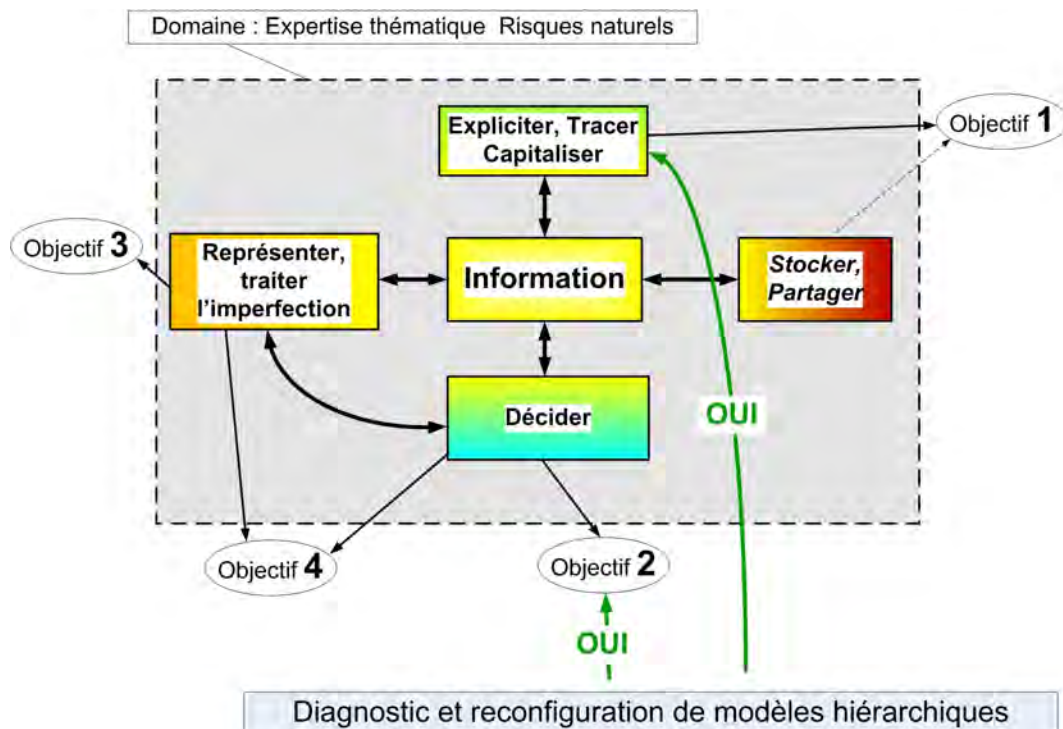 Domaine : Expertise thématique Risques naturels
Expliciter, Tracer
Capitaliser
Objectif 1
Objectif 3
Représenter,
traiter
l'imperfection
Information
Stocker,
Partager
Décider
OUI
Objectif 4
Objectif 2
OUI
Diagnostic et reconfiguration de modèles hiérarchiques